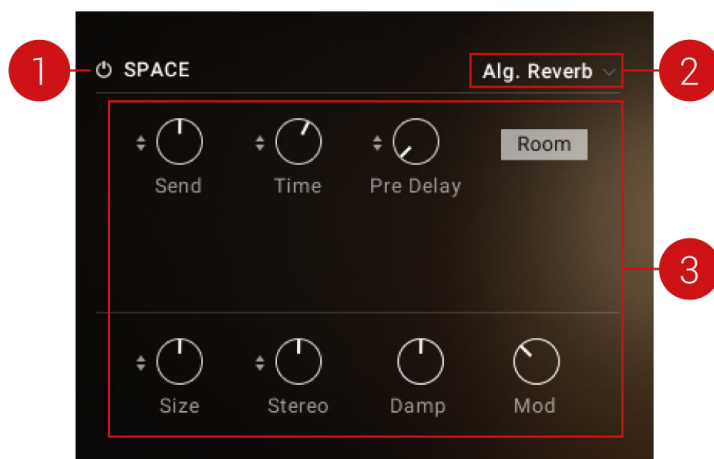 1
SPACE
Alg. Reverb
2
Send
Time
Pre Delay
Room
3
Size
Stereo
Damp
Mod